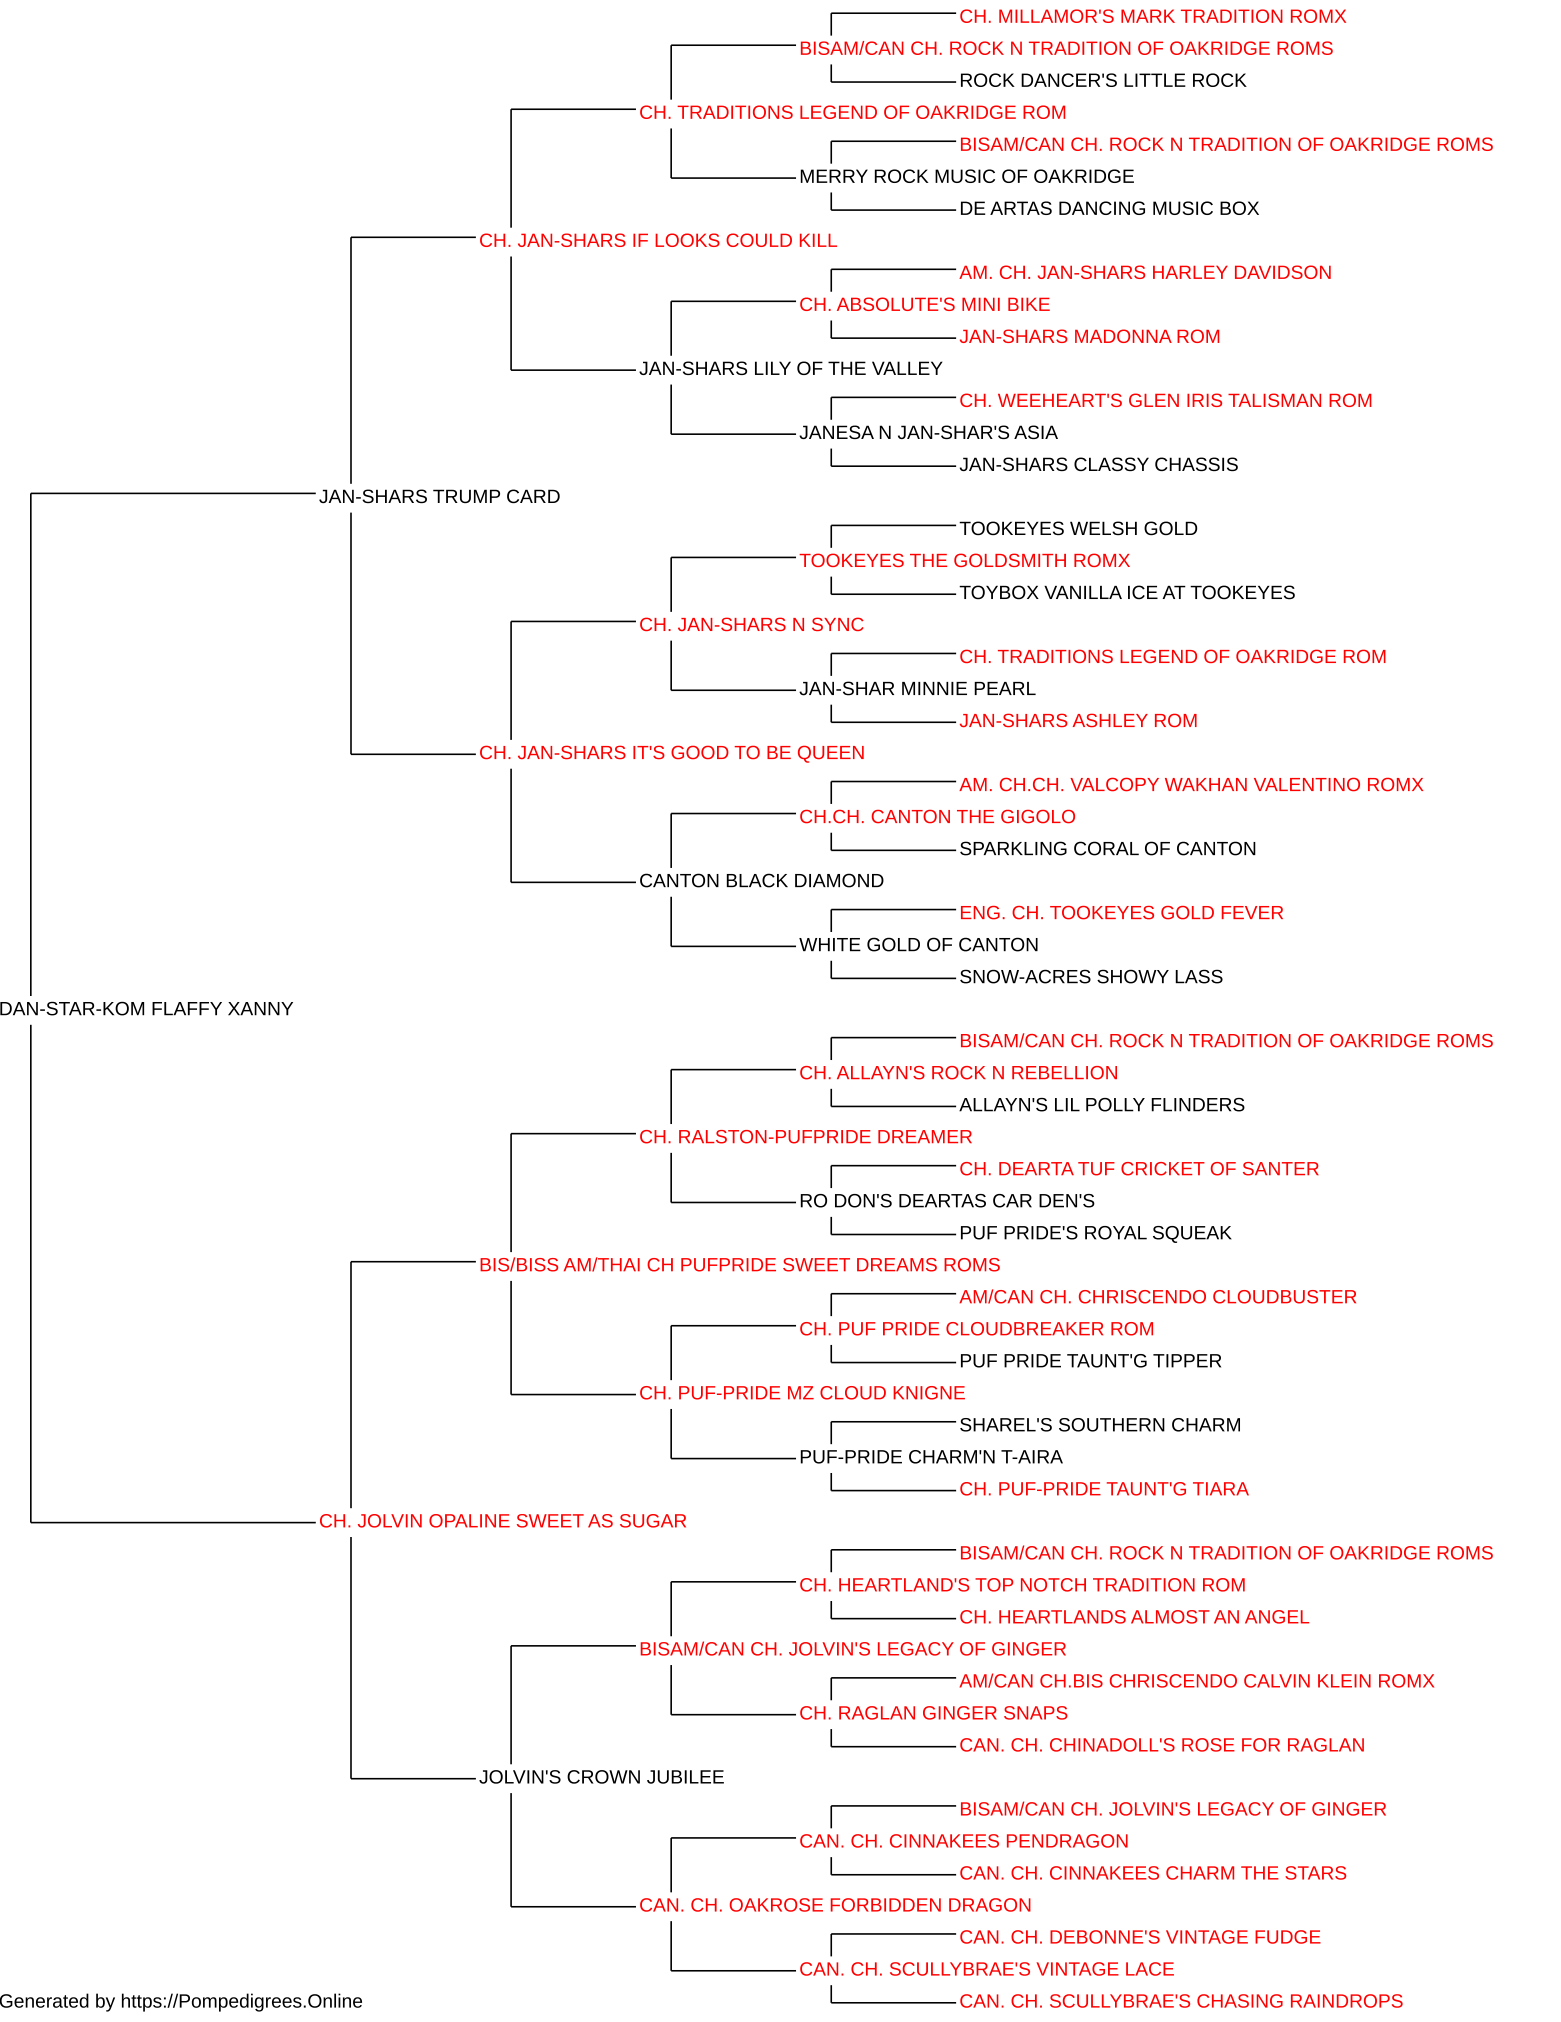 CH. MILLAMOR'S MARK TRADITION ROMX
BISAM/CAN CH. ROCK N TRADITION OF OAKRIDGE ROMS
ROCK DANCER'S LITTLE ROCK
CH. TRADITIONS LEGEND OF OAKRIDGE ROM
BISAM/CAN CH. ROCK N TRADITION OF OAKRIDGE ROMS
MERRY ROCK MUSIC OF OAKRIDGE
DE ARTAS DANCING MUSIC BOX
CH. JAN-SHARS IF LOOKS COULD KILL
AM. CH. JAN-SHARS HARLEY DAVIDSON
CH. ABSOLUTE'S MINI BIKE
JAN-SHARS MADONNA ROM
JAN-SHARS LILY OF THE VALLEY
CH. WEEHEART'S GLEN IRIS TALISMAN ROM
JANESA N JAN-SHAR'S ASIA
JAN-SHARS CLASSY CHASSIS
JAN-SHARS TRUMP CARD
TOOKEYES WELSH GOLD
TOOKEYES THE GOLDSMITH ROMX
TOYBOX VANILLA ICE AT TOOKEYES
CH. JAN-SHARS N SYNC
CH. TRADITIONS LEGEND OF OAKRIDGE ROM
JAN-SHAR MINNIE PEARL
JAN-SHARS ASHLEY ROM
CH. JAN-SHARS IT'S GOOD TO BE QUEEN
AM. CH.CH. VALCOPY WAKHAN VALENTINO ROMX
CH.CH. CANTON THE GIGOLO
SPARKLING CORAL OF CANTON
CANTON BLACK DIAMOND
ENG. CH. TOOKEYES GOLD FEVER
WHITE GOLD OF CANTON
SNOW-ACRES SHOWY LASS
DAN-STAR-KOM FLAFFY XANNY
BISAM/CAN CH. ROCK N TRADITION OF OAKRIDGE ROMS
CH. ALLAYN'S ROCK N REBELLION
ALLAYN'S LIL POLLY FLINDERS
CH. RALSTON-PUFPRIDE DREAMER
CH. DEARTA TUF CRICKET OF SANTER
RO DON'S DEARTAS CAR DEN'S
PUF PRIDE'S ROYAL SQUEAK
BIS/BISS AM/THAI CH PUFPRIDE SWEET DREAMS ROMS
AM/CAN CH. CHRISCENDO CLOUDBUSTER
CH. PUF PRIDE CLOUDBREAKER ROM
PUF PRIDE TAUNT'G TIPPER
CH. PUF-PRIDE MZ CLOUD KNIGNE
SHAREL'S SOUTHERN CHARM
PUF-PRIDE CHARM'N T-AIRA
CH. PUF-PRIDE TAUNT'G TIARA
CH. JOLVIN OPALINE SWEET AS SUGAR
BISAM/CAN CH. ROCK N TRADITION OF OAKRIDGE ROMS
CH. HEARTLAND'S TOP NOTCH TRADITION ROM
CH. HEARTLANDS ALMOST AN ANGEL
BISAM/CAN CH. JOLVIN'S LEGACY OF GINGER
AM/CAN CH.BIS CHRISCENDO CALVIN KLEIN ROMX
CH. RAGLAN GINGER SNAPS
CAN. CH. CHINADOLL'S ROSE FOR RAGLAN
JOLVIN'S CROWN JUBILEE
BISAM/CAN CH. JOLVIN'S LEGACY OF GINGER
CAN. CH. CINNAKEES PENDRAGON
CAN. CH. CINNAKEES CHARM THE STARS
CAN. CH. OAKROSE FORBIDDEN DRAGON
CAN. CH. DEBONNE'S VINTAGE FUDGE
CAN. CH. SCULLYBRAE'S VINTAGE LACE
CAN. CH. SCULLYBRAE'S CHASING RAINDROPS
Generated by https://Pompedigrees.Online